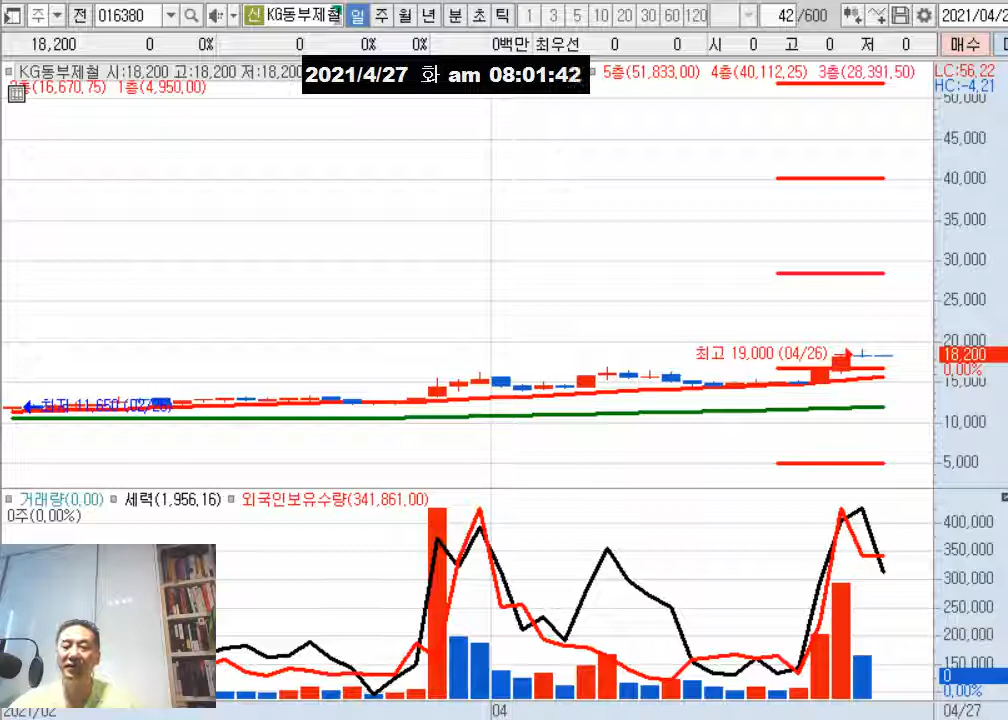 주 전 016380 신 KG동부제철 일 주 월 년 분 초 틱 1 3 5 10 20 30 60 120 42 /600 2021/04/2
18,200 0 0% 0 0% 0% 0백만 최우선 0 0 시 0 고 0 저 0 매수
KG동부제철 시:18,200 고:18,200 저:18,200 5층(51,833,00) 4층(40,112,25) 3층(28,391,50) LC:56,22
2021/4/27 화 am 08:01:42
층(16,670,75) 1층(4,950,00) HC:-4,21
50,000
45,000
40,000
35,000
30,000
25,000
20,000
최고 19,000 (04/26) 18,200
0,00%
15,000
최저 11,650 (02/26)
10,000
5,000
거래량(0,00) 세력(1,956,16) 외국인보유수량(341,861,00)
0주(0,00%)
400,000
350,000
300,000
250,000
200,000
150,000
0
0,00%
2021/02 04 04/27